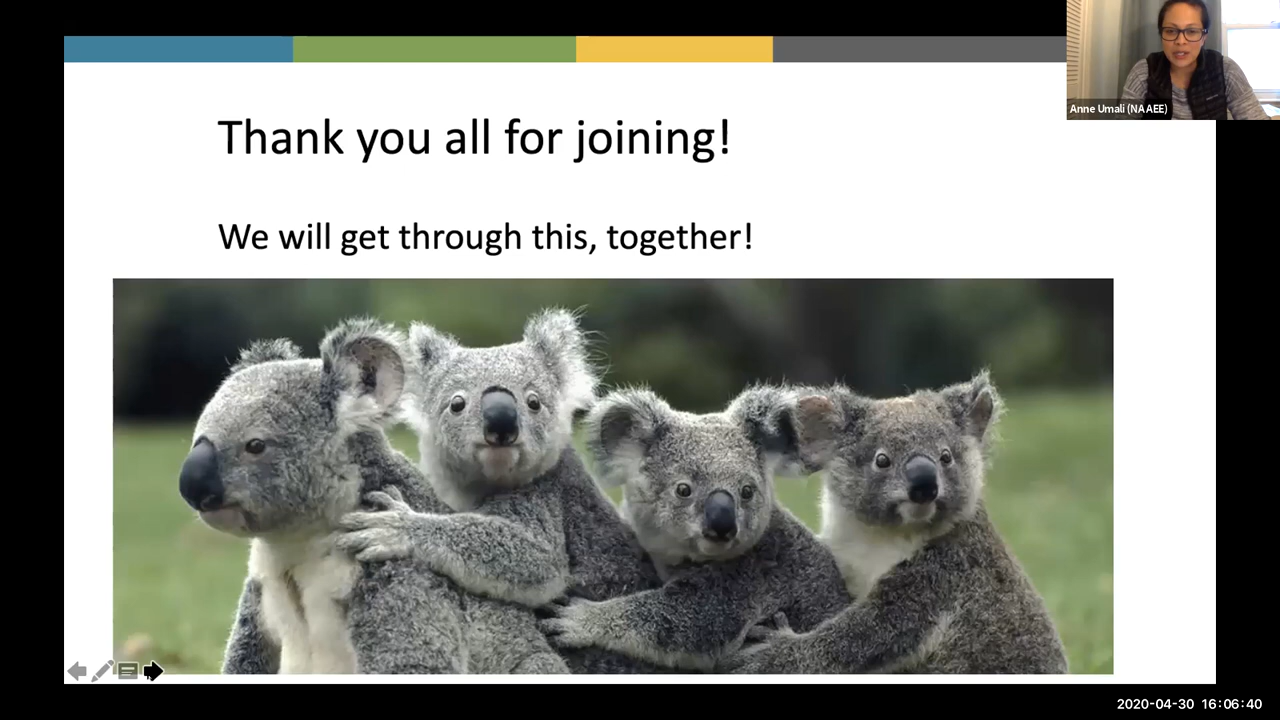 Anne Umali (NAAEE)
Thank you all for joining!
We will get through this, together!
2020-04-30 16:06:40